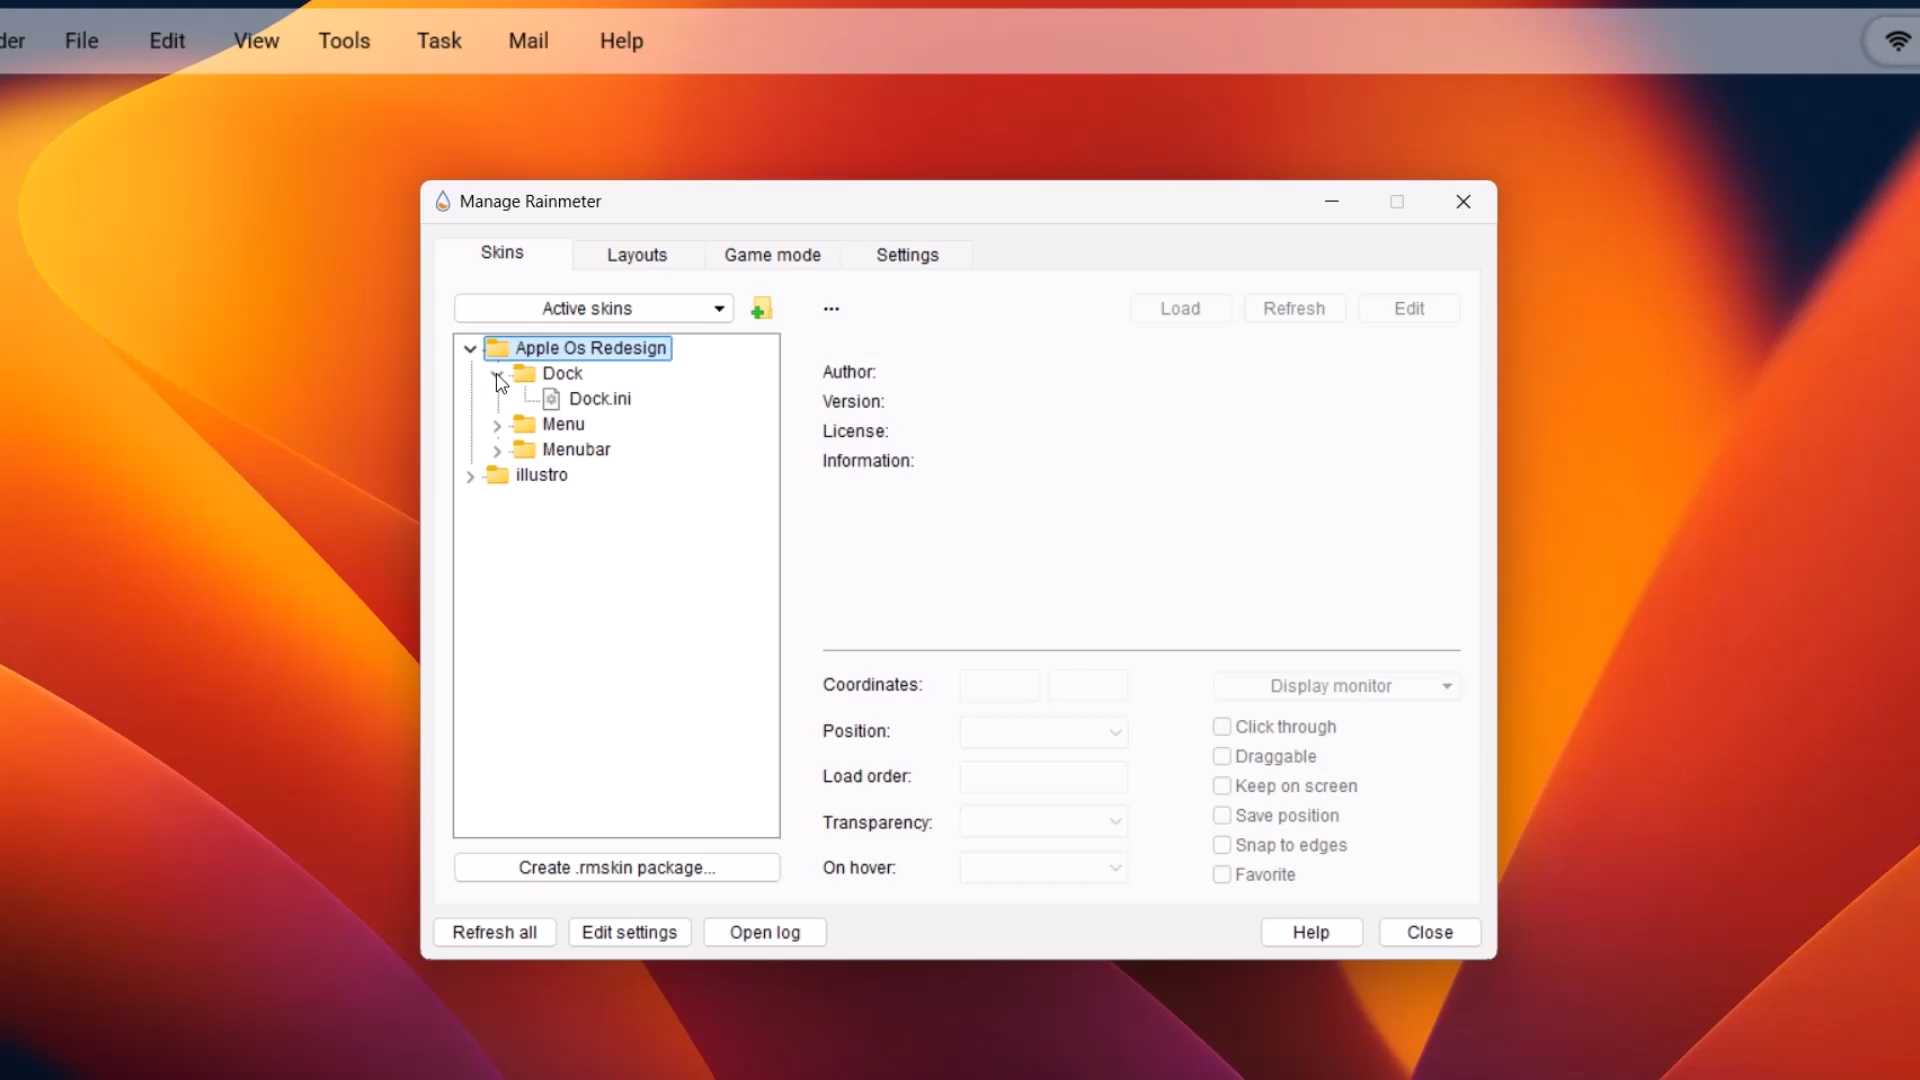 der File Edit View Tools Task Mail Help
Manage Rainmeter
Skins Layouts Game mode Settings
Active skins ... Load Refresh Edit
Apple Os Redesign
Dock
Dock.ini
Menu
Menubar
illustro
Author:
Version:
License:
Information:
Coordinates: Display monitor
Position: Click through
Draggable
Load order: Keep on screen
Transparency: Save position
Snap to edges
On hover: Favorite
Create .rmskin package...
Refresh all Edit settings Open log Help Close